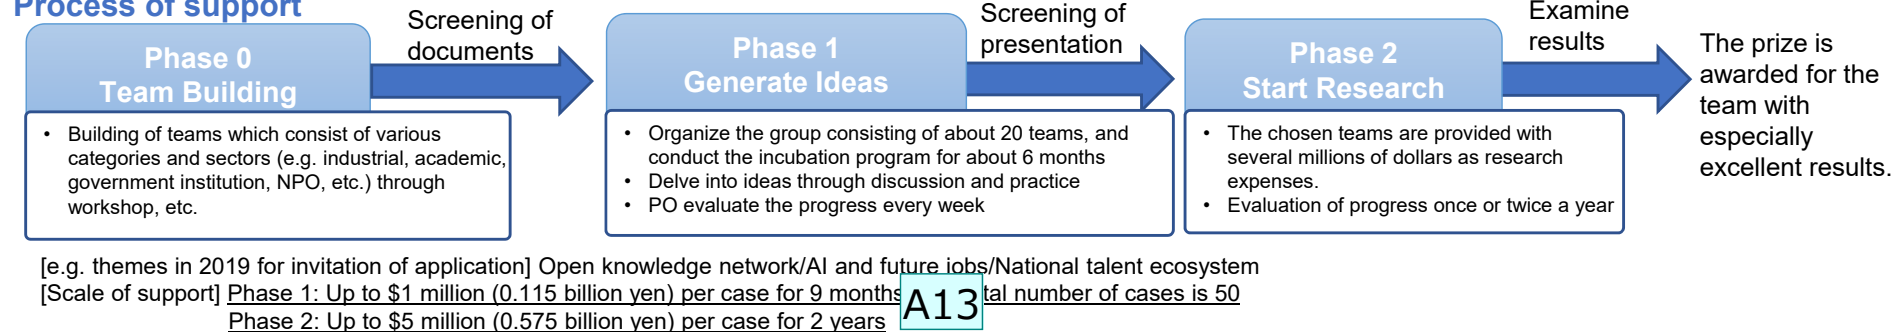 Process of support
Phase 0
Team Building
Screening of
documents
Phase 1
Generate Ideas
Screening of
presentation
Phase 2
Start Research
Examine
results
The prize is
awarded for the
team with
especially
excellent results.
• Building of teams which consist of various
categories and sectors (e.g. industrial, academic,
government institution, NPO, etc.) through
workshop, etc.
• Organize the group consisting of about 20 teams, and
conduct the incubation program for about 6 months
• Delve into ideas through discussion and practice
• PO evaluate the progress every week
• The chosen teams are provided with
several millions of dollars as research
expenses.
• Evaluation of progress once or twice a year
[e.g. themes in 2019 for invitation of application] Open knowledge network/AI and future jobs/National talent ecosystem
[Scale of support] Phase 1: Up to $1 million (0.115 billion yen) per case for 9 months number of cases is 50
Phase 2: Up to $5 million (0.575 billion yen) per case for 2 years
A13